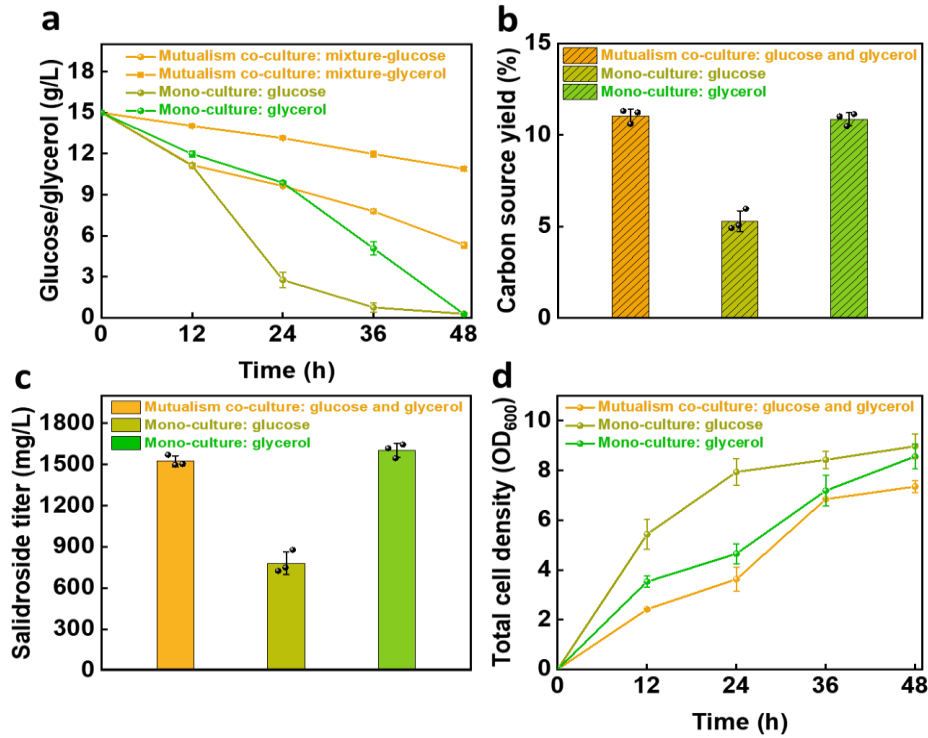 a
Glucose/glycerol (g/L)
18
15
12
9
6
3
0
Mutualism co-culture: mixture-glucose
Mutualism co-culture: mixture-glycerol
Mono-culture: glucose
Mono-culture: glycerol
0 12 24 36 48
Time (h)
b
Carbon source yield (%)
15
10
5
0
Mutualism co-culture: glucose and glycerol
Mono-culture: glucose
Mono-culture: glycerol
c
Salidroside titer (mg/L)
1800
1500
1200
900
600
300
0
Mutualism co-culture: glucose and glycerol
Mono-culture: glucose
Mono-culture: glycerol
d
Total cell density (OD600)
10
8
6
4
2
0
Mutualism co-culture: glucose and glycerol
Mono-culture: glucose
Mono-culture: glycerol
0 12 24 36 48
Time (h)